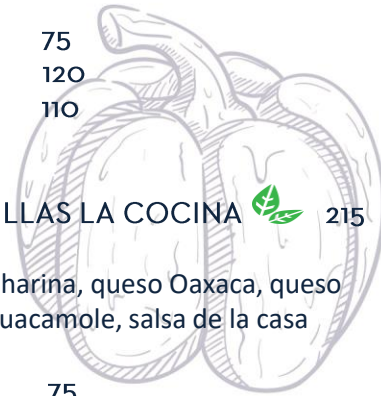 75
120
110
LLAS LA COCINA 215
harina, queso Oaxaca, queso
uacamole, salsa de la casa
75